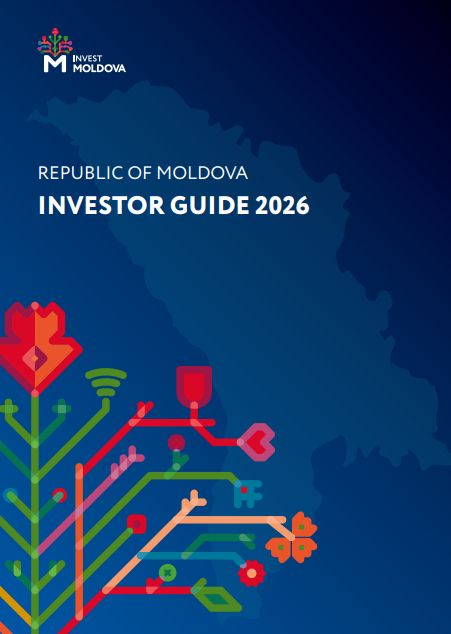 INVEST
MOLDOVA
REPUBLIC OF MOLDOVA
INVESTOR GUIDE 2026